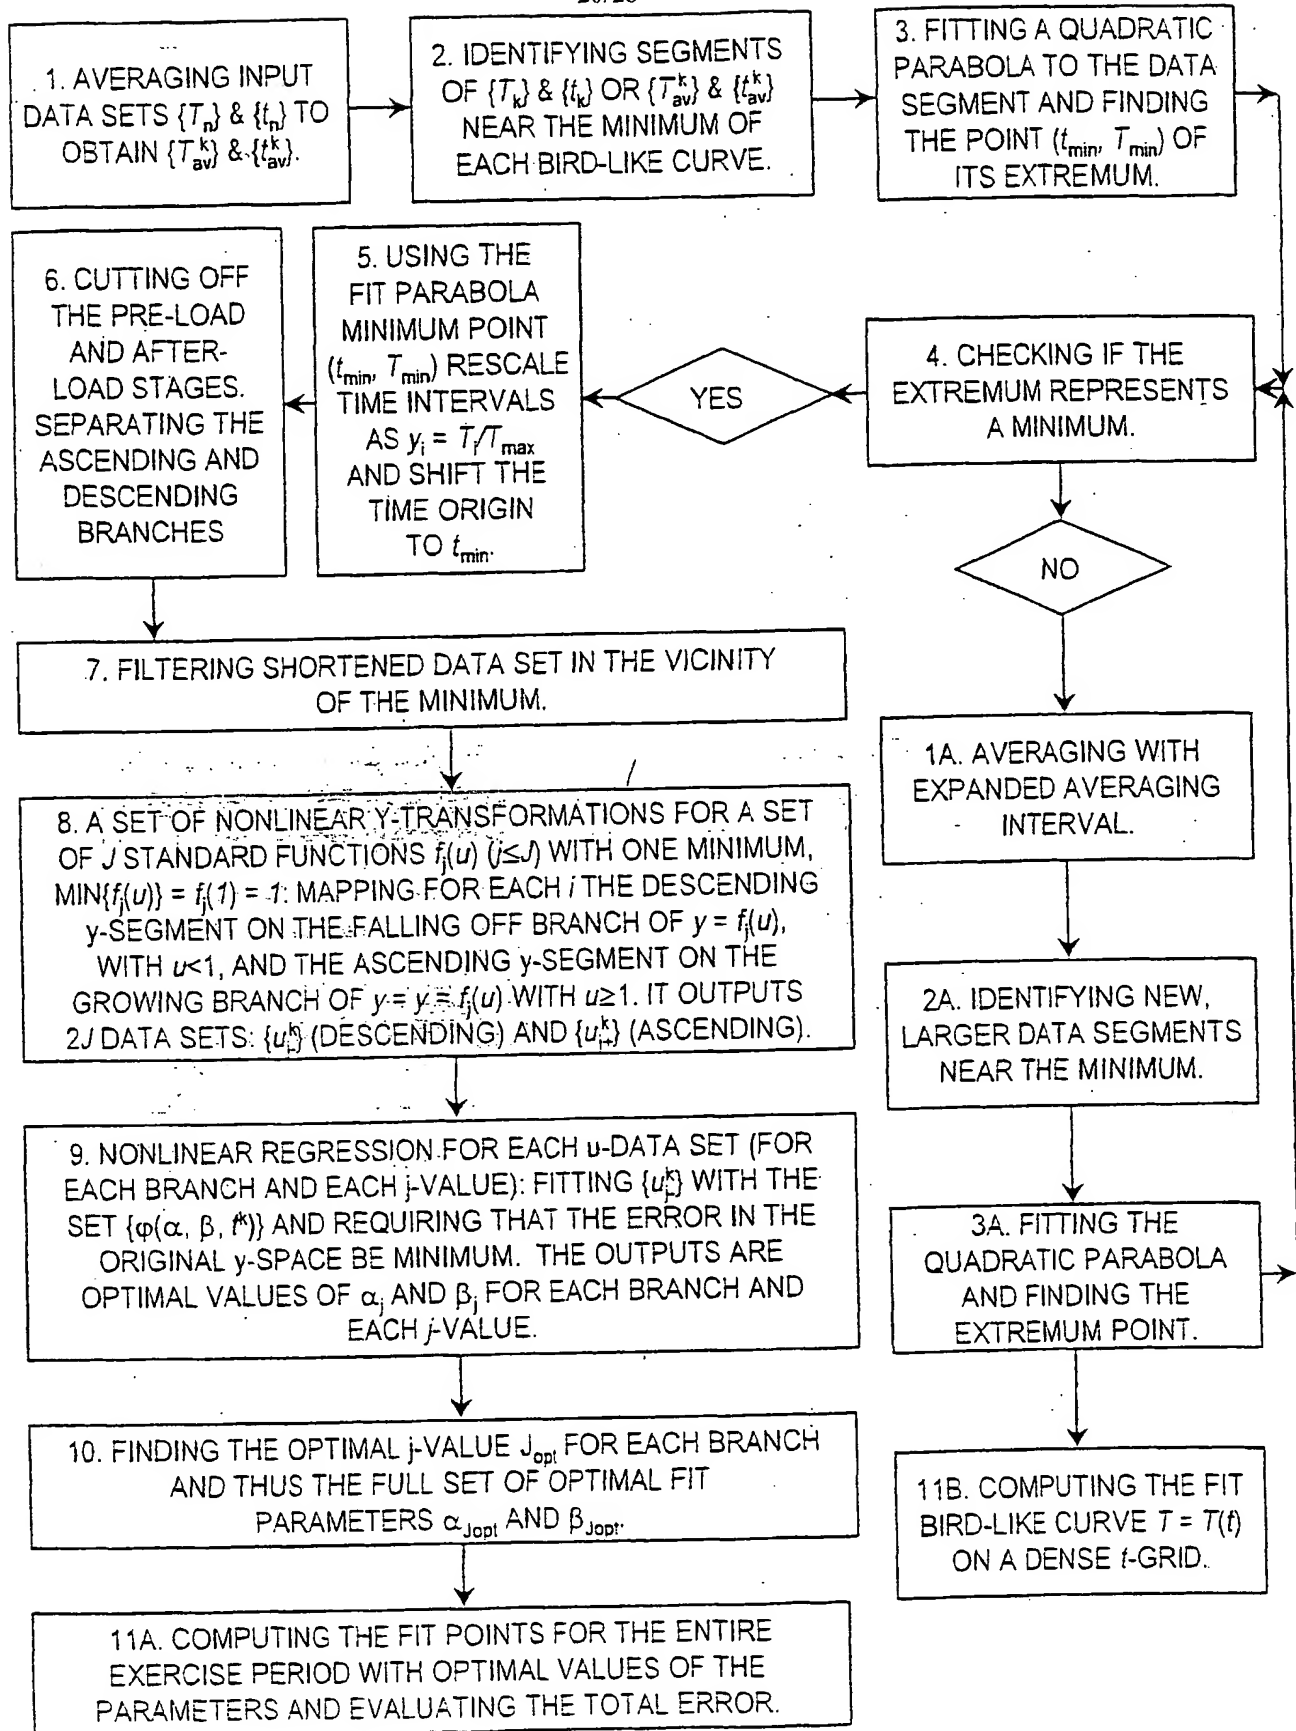 1. AVERAGING INPUT
DATA SETS {Tn} & {tn} TO
OBTAIN {T^k_av} & {t^k_av}.
2. IDENTIFYING SEGMENTS
OF {Tk} & {tk} OR {T^k_av} & {t^k_av}
NEAR THE MINIMUM OF
EACH BIRD-LIKE CURVE.
3. FITTING A QUADRATIC
PARABOLA TO THE DATA
SEGMENT AND FINDING
THE POINT (tmin, Tmin) OF
ITS EXTREMUM.
4. CHECKING IF THE
EXTREMUM REPRESENTS
A MINIMUM.
YES
5. USING THE
FIT PARABOLA
MINIMUM POINT
(tmin, Tmin) RESCALE
TIME INTERVALS
AS yi = Ti/Tmax
AND SHIFT THE
TIME ORIGIN
TO tmin.
6. CUTTING OFF
THE PRE-LOAD
AND AFTER-
LOAD STAGES.
SEPARATING THE
ASCENDING AND
DESCENDING
BRANCHES
NO
7. FILTERING SHORTENED DATA SET IN THE VICINITY
OF THE MINIMUM.
8. A SET OF NONLINEAR Y-TRANSFORMATIONS FOR A SET
OF J STANDARD FUNCTIONS fj(u) (j≤J) WITH ONE MINIMUM,
MIN{fj(u)} = fj(1) = 1: MAPPING FOR EACH i THE DESCENDING
y-SEGMENT ON THE FALLING OFF BRANCH OF y = fj(u),
WITH u<1, AND THE ASCENDING y-SEGMENT ON THE
GROWING BRANCH OF y = y = fj(u) WITH u≥1. IT OUTPUTS
2J DATA SETS: {u^k_i-} (DESCENDING) AND {u^k_i+} (ASCENDING).
9. NONLINEAR REGRESSION FOR EACH u-DATA SET (FOR
EACH BRANCH AND EACH j-VALUE): FITTING {u^k_j} WITH THE
SET {φ(α, β, t^k)} AND REQUIRING THAT THE ERROR IN THE
ORIGINAL y-SPACE BE MINIMUM. THE OUTPUTS ARE
OPTIMAL VALUES OF αj AND βj FOR EACH BRANCH AND
EACH j-VALUE.
10. FINDING THE OPTIMAL j-VALUE Jopt FOR EACH BRANCH
AND THUS THE FULL SET OF OPTIMAL FIT
PARAMETERS αJopt AND βJopt.
11A. COMPUTING THE FIT POINTS FOR THE ENTIRE
EXERCISE PERIOD WITH OPTIMAL VALUES OF THE
PARAMETERS AND EVALUATING THE TOTAL ERROR.
1A. AVERAGING WITH
EXPANDED AVERAGING
INTERVAL.
2A. IDENTIFYING NEW,
LARGER DATA SEGMENTS
NEAR THE MINIMUM.
3A. FITTING THE
QUADRATIC PARABOLA
AND FINDING THE
EXTREMUM POINT.
11B. COMPUTING THE FIT
BIRD-LIKE CURVE T = T(t)
ON A DENSE t-GRID.